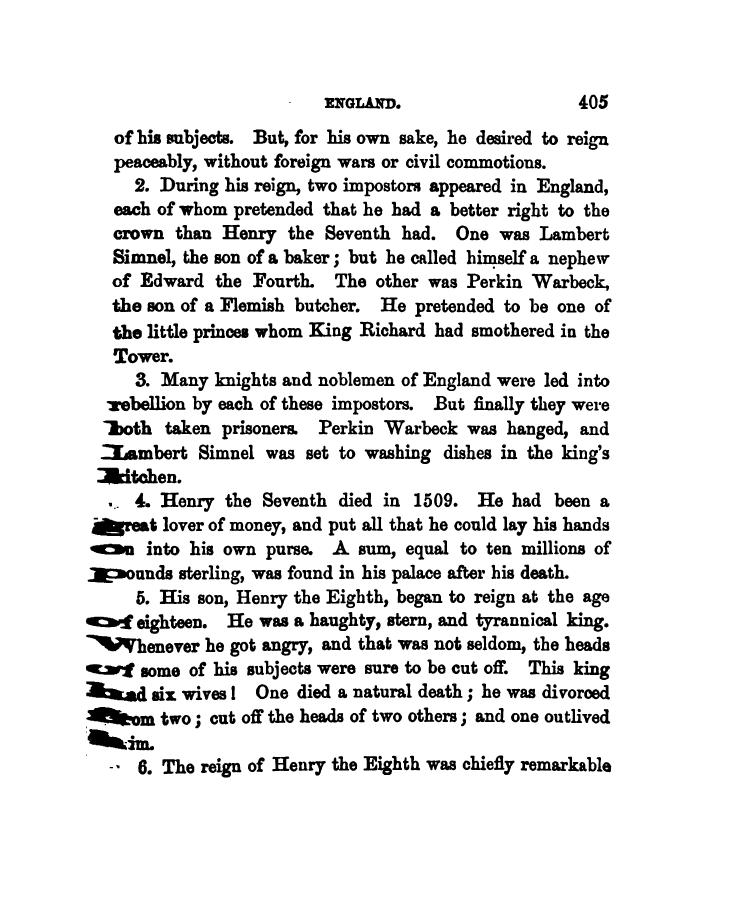 ENGLAND. 405
of his subjects. But, for his own sake, he desired to reign
peaceably, without foreign wars or civil commotions.
2. During his reign, two impostors appeared in England,
each of whom pretended that he had a better right to the
crown than Henry the Seventh had. One was Lambert
Simnel, the son of a baker; but he called himself a nephew
of Edward the Fourth. The other was Perkin Warbeck,
the son of a Flemish butcher. He pretended to be one of
the little princes whom King Richard had smothered in the
Tower.
3. Many knights and noblemen of England were led into
rebellion by each of these impostors. But finally they were
both taken prisoners. Perkin Warbeck was hanged, and
Lambert Simnel was set to washing dishes in the king's
kitchen.
4. Henry the Seventh died in 1509. He had been a
great lover of money, and put all that he could lay his hands
on into his own purse. A sum, equal to ten millions of
pounds sterling, was found in his palace after his death.
5. His son, Henry the Eighth, began to reign at the age
of eighteen. He was a haughty, stern, and tyrannical king.
Whenever he got angry, and that was not seldom, the heads
of some of his subjects were sure to be cut off. This king
had six wives! One died a natural death; he was divorced
from two; cut off the heads of two others; and one outlived
him.
6. The reign of Henry the Eighth was chiefly remarkable